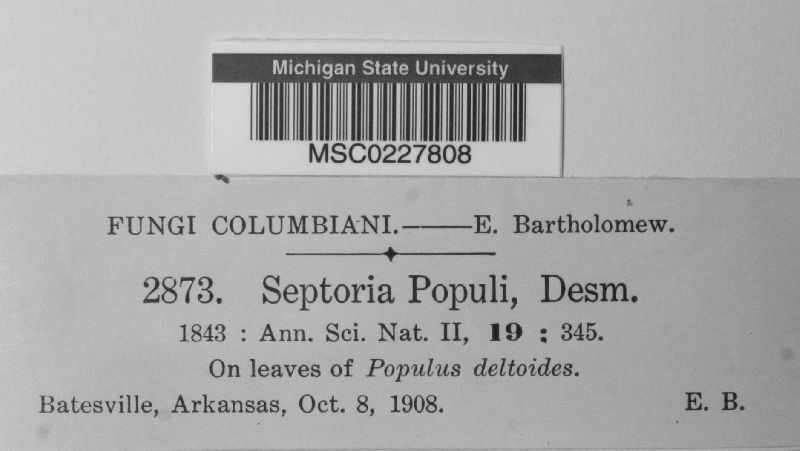 Michigan State University
MSC0227808
FUNGI COLUMBIANI.——E. Bartholomew.
2873. Septoria Populi, Desm.
1843 : Ann. Sci. Nat. II, 19 : 345.
On leaves of Populus deltoides.
Batesville, Arkansas, Oct. 8, 1908. E. B.